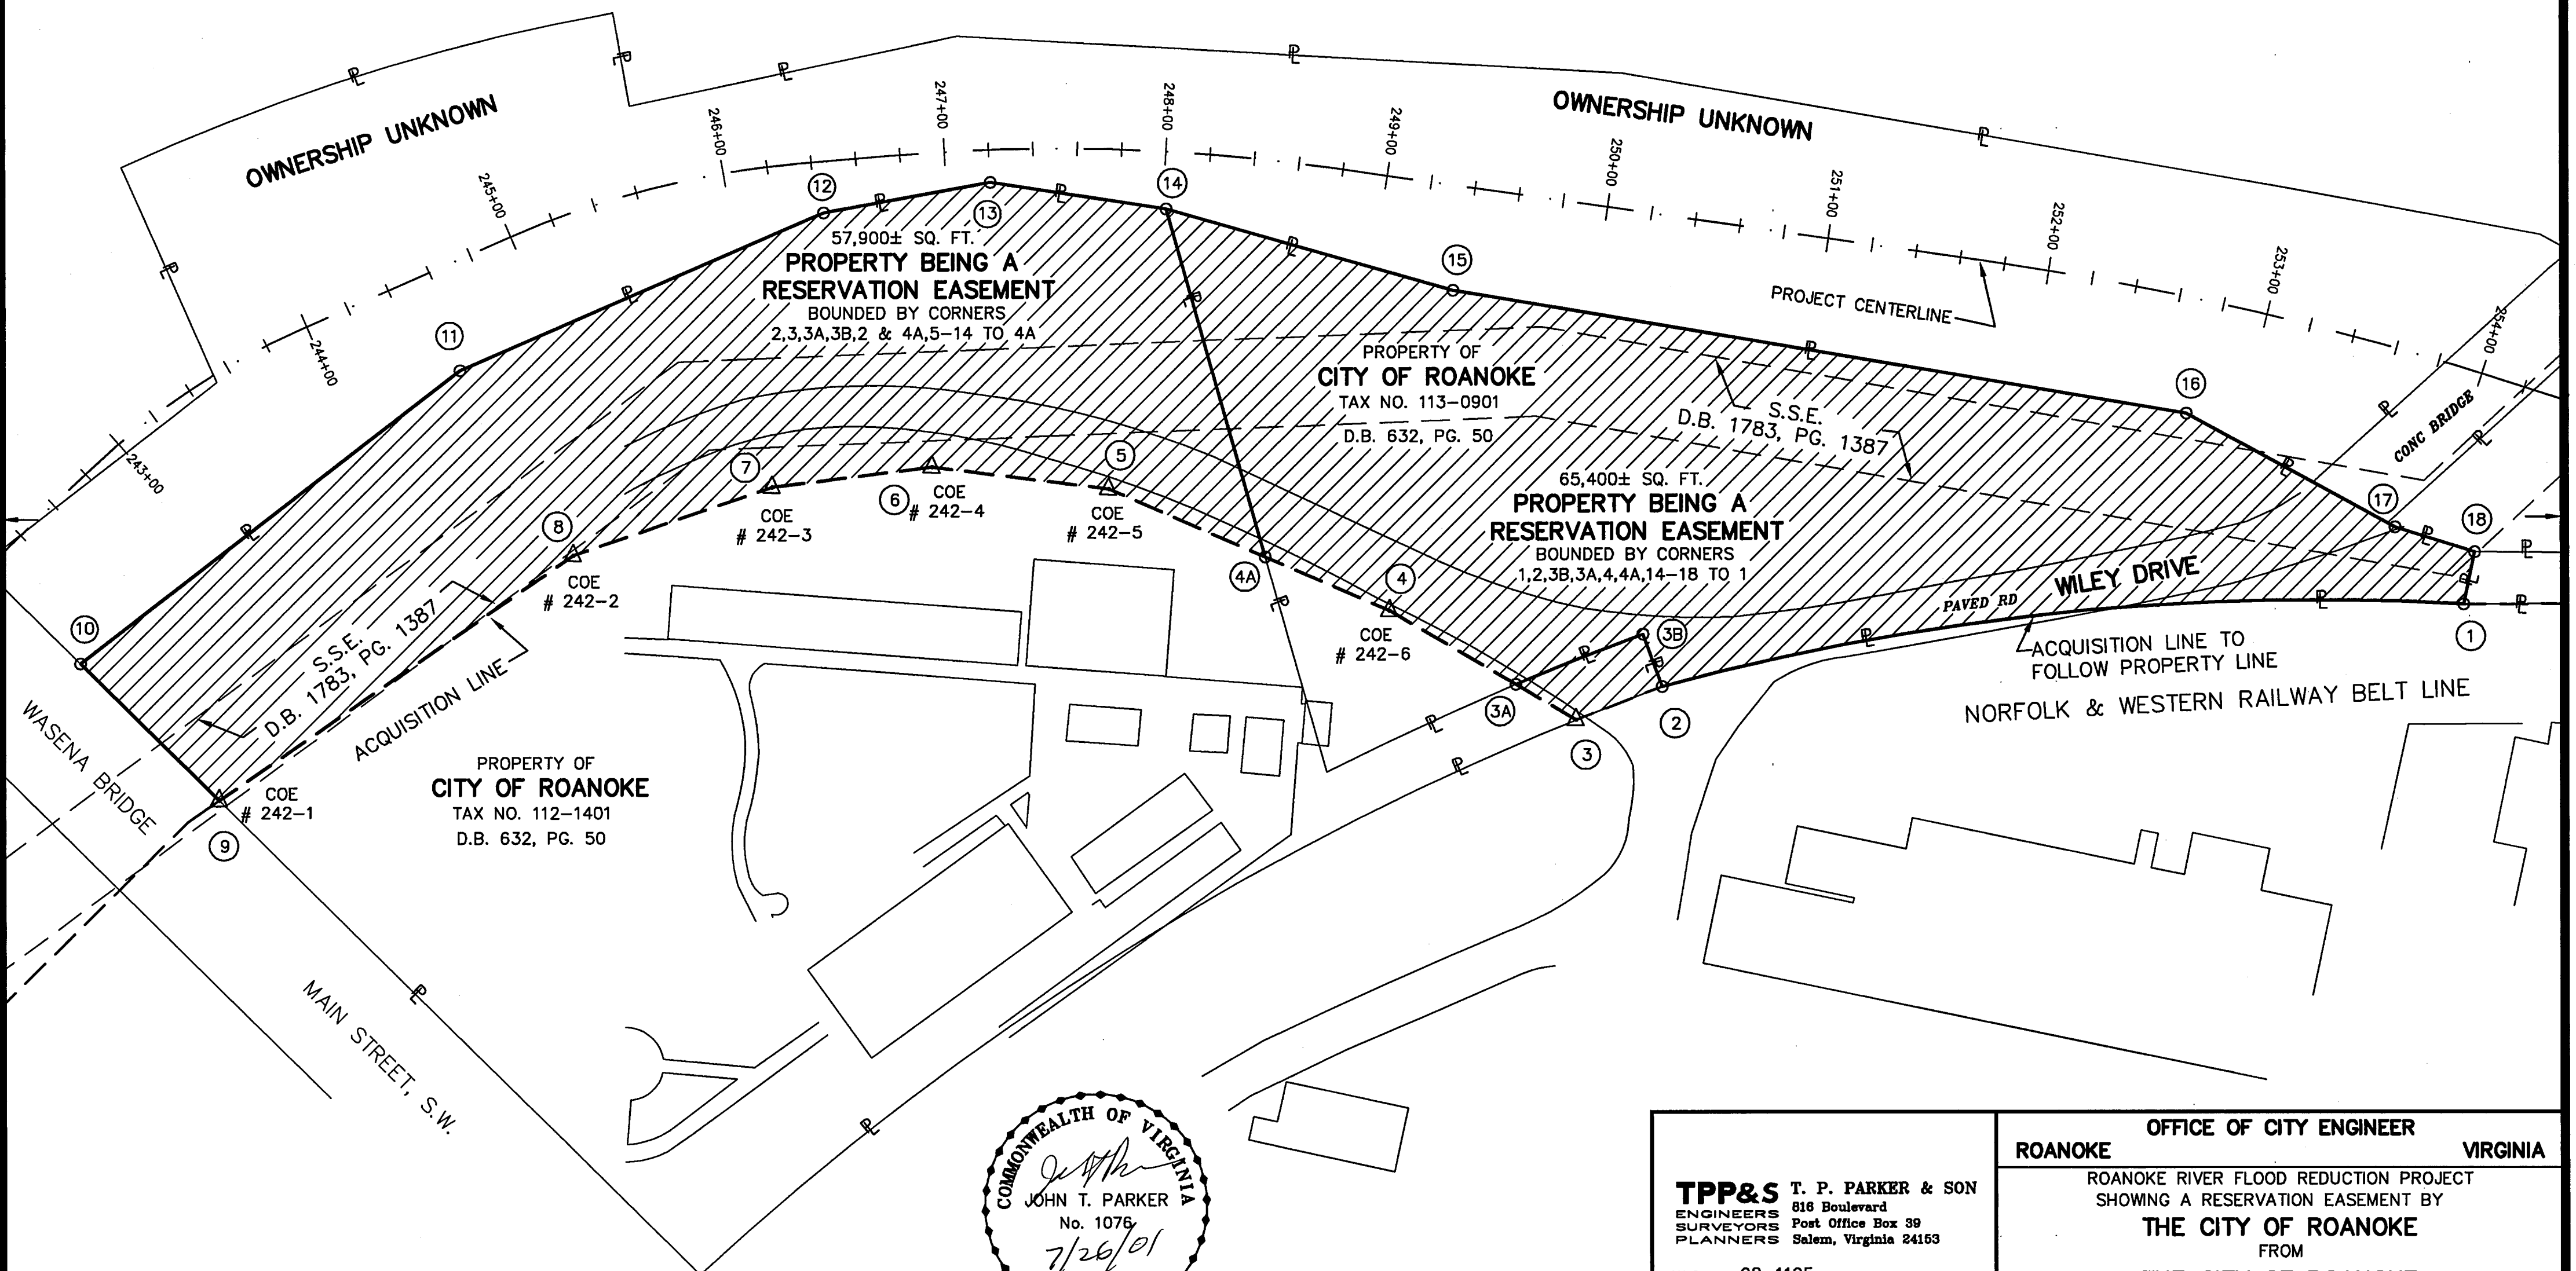 OWNERSHIP UNKNOWN
OWNERSHIP UNKNOWN
243+00
244+00
245+00
246+00
247+00
248+00
249+00
250+00
251+00
252+00
253+00
254+00
PROJECT CENTERLINE
12
13
14
15
11
16
17
18
10
57,900± SQ. FT.
PROPERTY BEING A
RESERVATION EASEMENT
BOUNDED BY CORNERS
2,3,3A,3B,2 & 4A,5-14 TO 4A
PROPERTY OF
CITY OF ROANOKE
TAX NO. 113-0901
D.B. 632, PG. 50
S.S.E.
D.B. 1783, PG. 1387
CONC BRIDGE
65,400± SQ. FT.
PROPERTY BEING A
RESERVATION EASEMENT
BOUNDED BY CORNERS
1,2,3B,3A,4,4A,14-18 TO 1
7
6
5
8
COE
# 242-4
COE
# 242-3
COE
# 242-5
COE
# 242-2
4A
4
COE
# 242-6
3B
3A
3
2
1
PAVED RD
WILEY DRIVE
ACQUISITION LINE TO
FOLLOW PROPERTY LINE
NORFOLK & WESTERN RAILWAY BELT LINE
S.S.E.
D.B. 1783, PG. 1387
ACQUISITION LINE
WASENA BRIDGE
COE
# 242-1
9
PROPERTY OF
CITY OF ROANOKE
TAX NO. 112-1401
D.B. 632, PG. 50
MAIN STREET, S.W.
COMMONWEALTH OF VIRGINIA
JOHN T. PARKER
No. 1076
7/26/01
TPP&S
ENGINEERS
SURVEYORS
PLANNERS
T. P. PARKER & SON
816 Boulevard
Post Office Box 39
Salem, Virginia 24153
OFFICE OF CITY ENGINEER
ROANOKE VIRGINIA
ROANOKE RIVER FLOOD REDUCTION PROJECT
SHOWING A RESERVATION EASEMENT BY
THE CITY OF ROANOKE
FROM